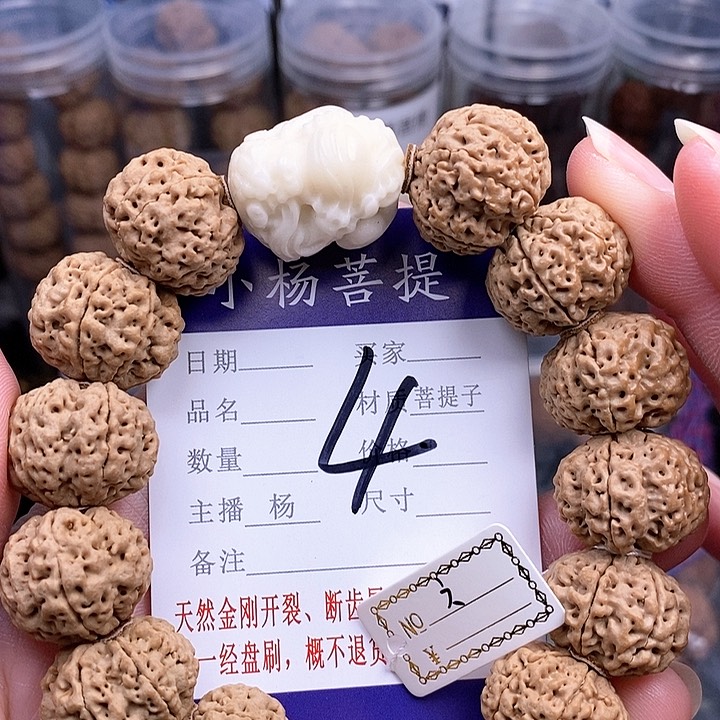 小杨菩提
日期 买家
品名 材质 菩提子
数量 价格
主播 杨 尺寸
备注
4
天然金刚开裂、断齿
一经盘刷，概不退
№ 2
¥